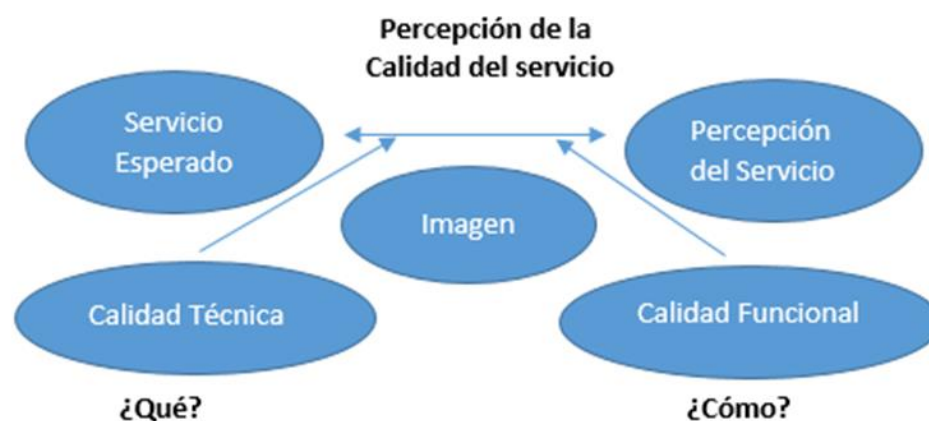 Percepción de la
Calidad del servicio
Servicio
Esperado
Percepción
del Servicio
Imagen
Calidad Técnica
Calidad Funcional
¿Qué?
¿Cómo?